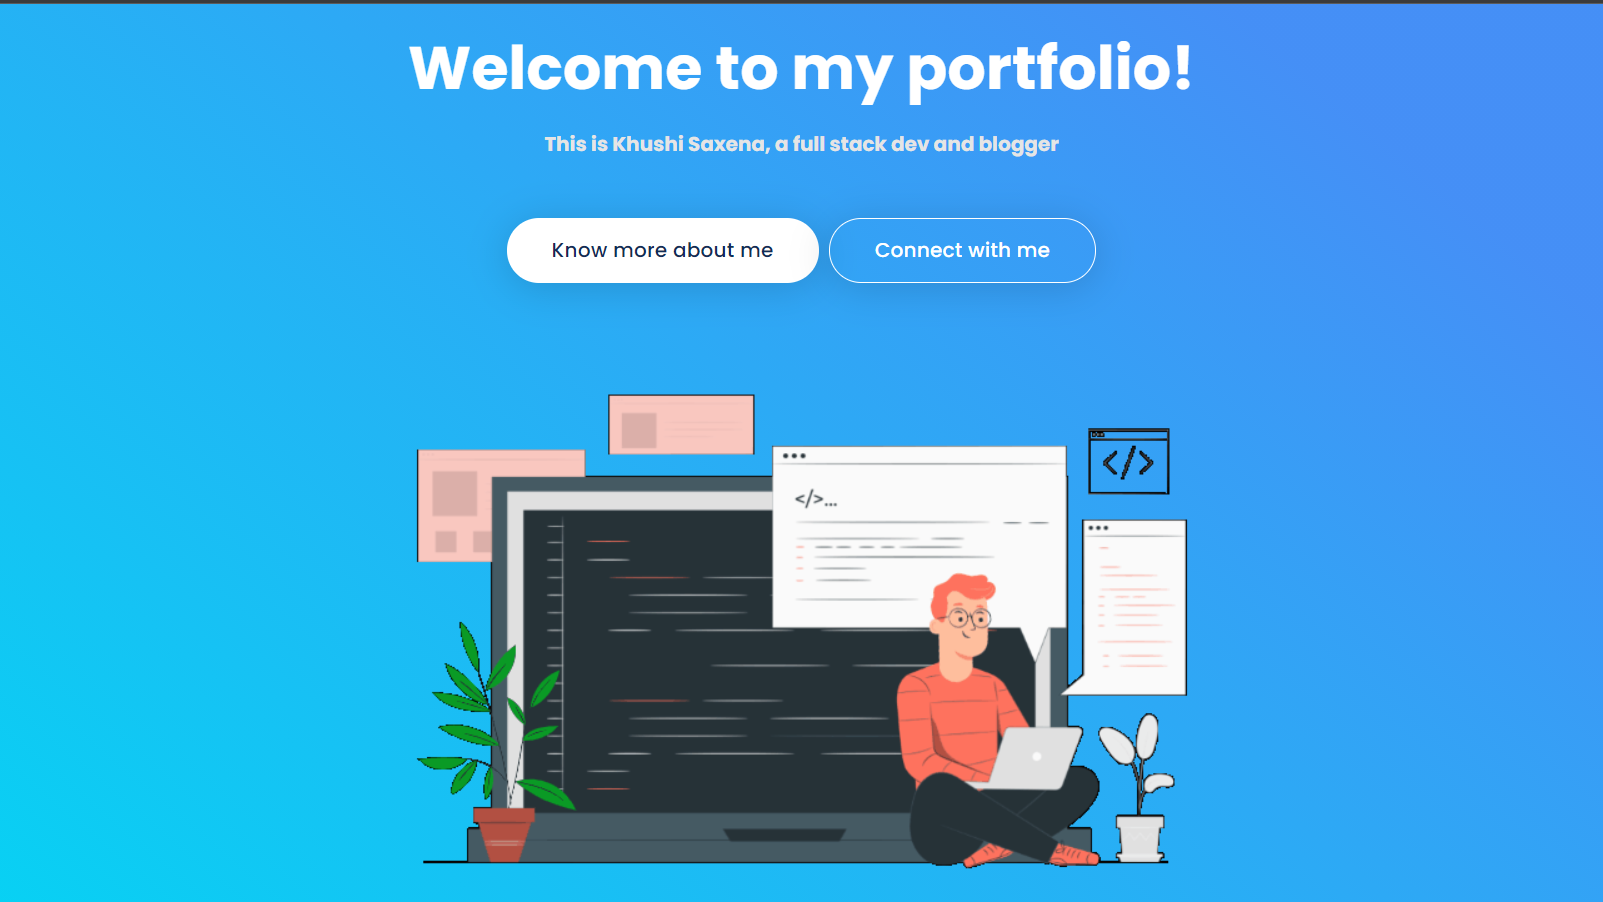 Welcome to my portfolio!
This is Khushi Saxena, a full stack dev and blogger
Know more about me
Connect with me
</>
</>...